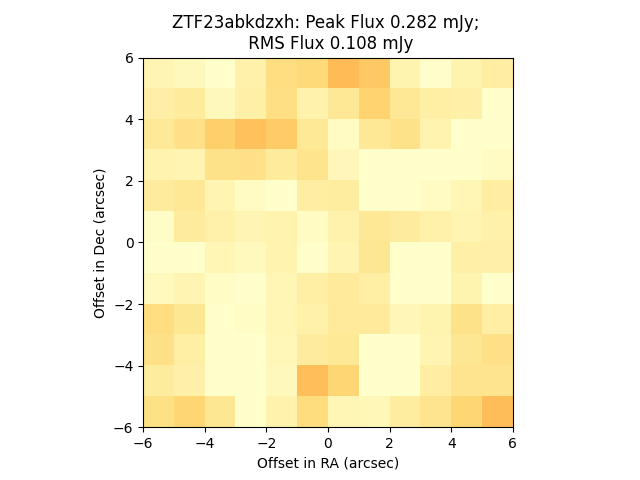 ZTF23abkdzxh: Peak Flux 0.282 mJy;
RMS Flux 0.108 mJy
6
4
2
0
−2
−4
−6
Offset in Dec (arcsec)
−6 −4 −2 0 2 4 6
Offset in RA (arcsec)